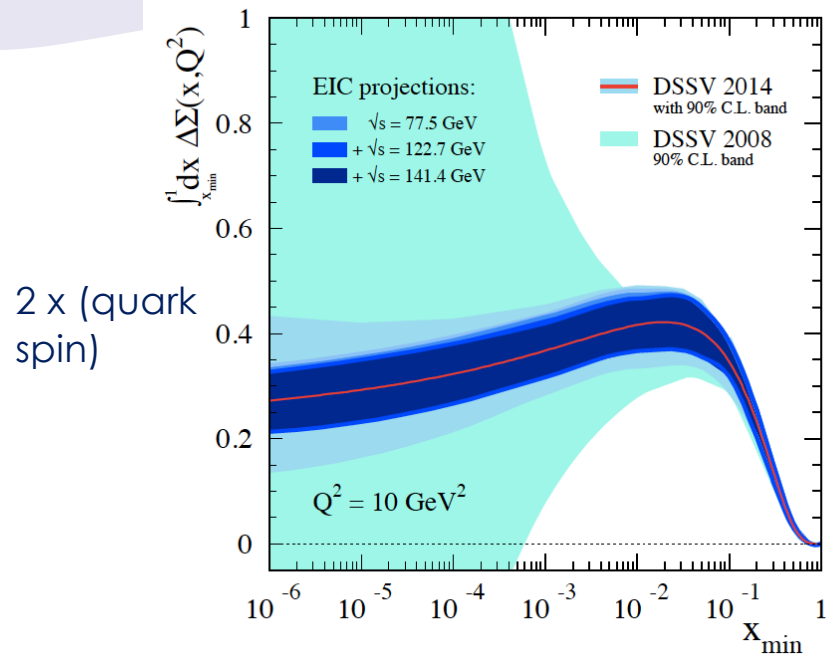 1
0.8
0.6
0.4
0.2
0
∫¹ₓₘᵢₙ dx ΔΣ(x,Q²)
EIC projections:
√s = 77.5 GeV
+ √s = 122.7 GeV
+ √s = 141.4 GeV
DSSV 2014
with 90% C.L. band
DSSV 2008
90% C.L. band
2 x (quark
spin)
Q² = 10 GeV²
10⁻⁶ 10⁻⁵ 10⁻⁴ 10⁻³ 10⁻² 10⁻¹ 1
xₘᵢₙ